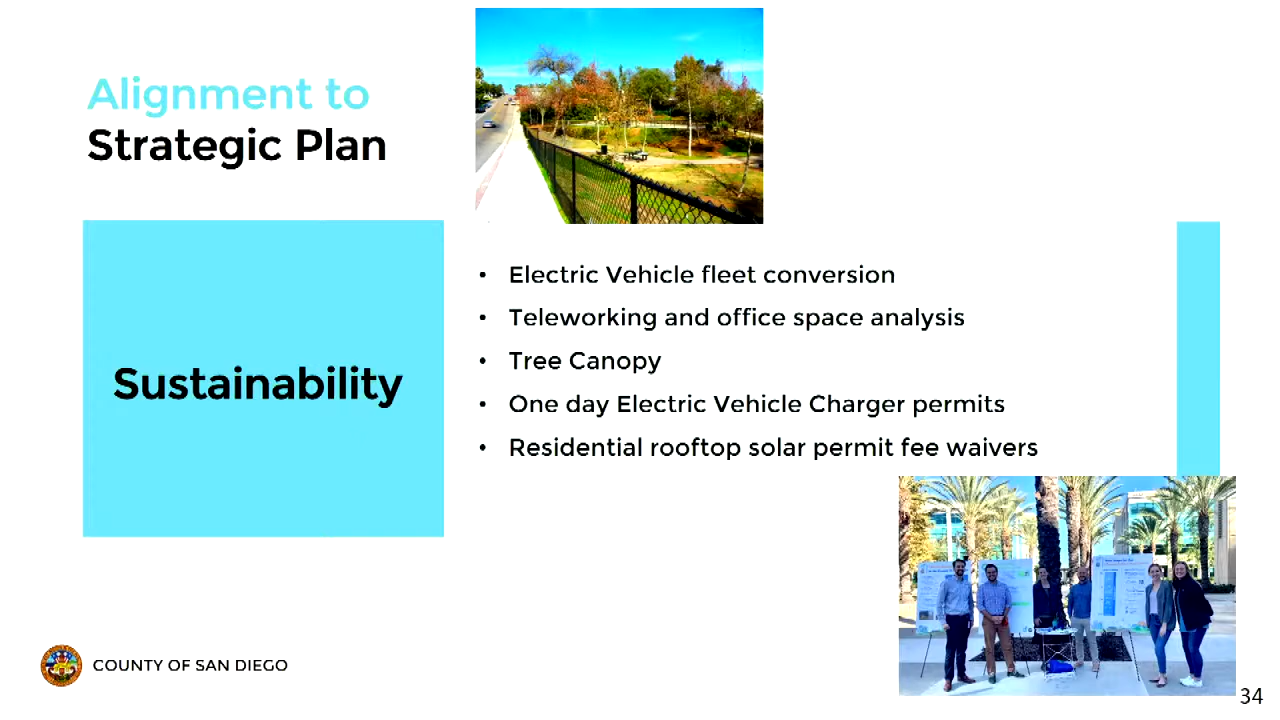 Alignment to
Strategic Plan
Sustainability
• Electric Vehicle fleet conversion
• Teleworking and office space analysis
• Tree Canopy
• One day Electric Vehicle Charger permits
• Residential rooftop solar permit fee waivers
COUNTY OF SAN DIEGO
34